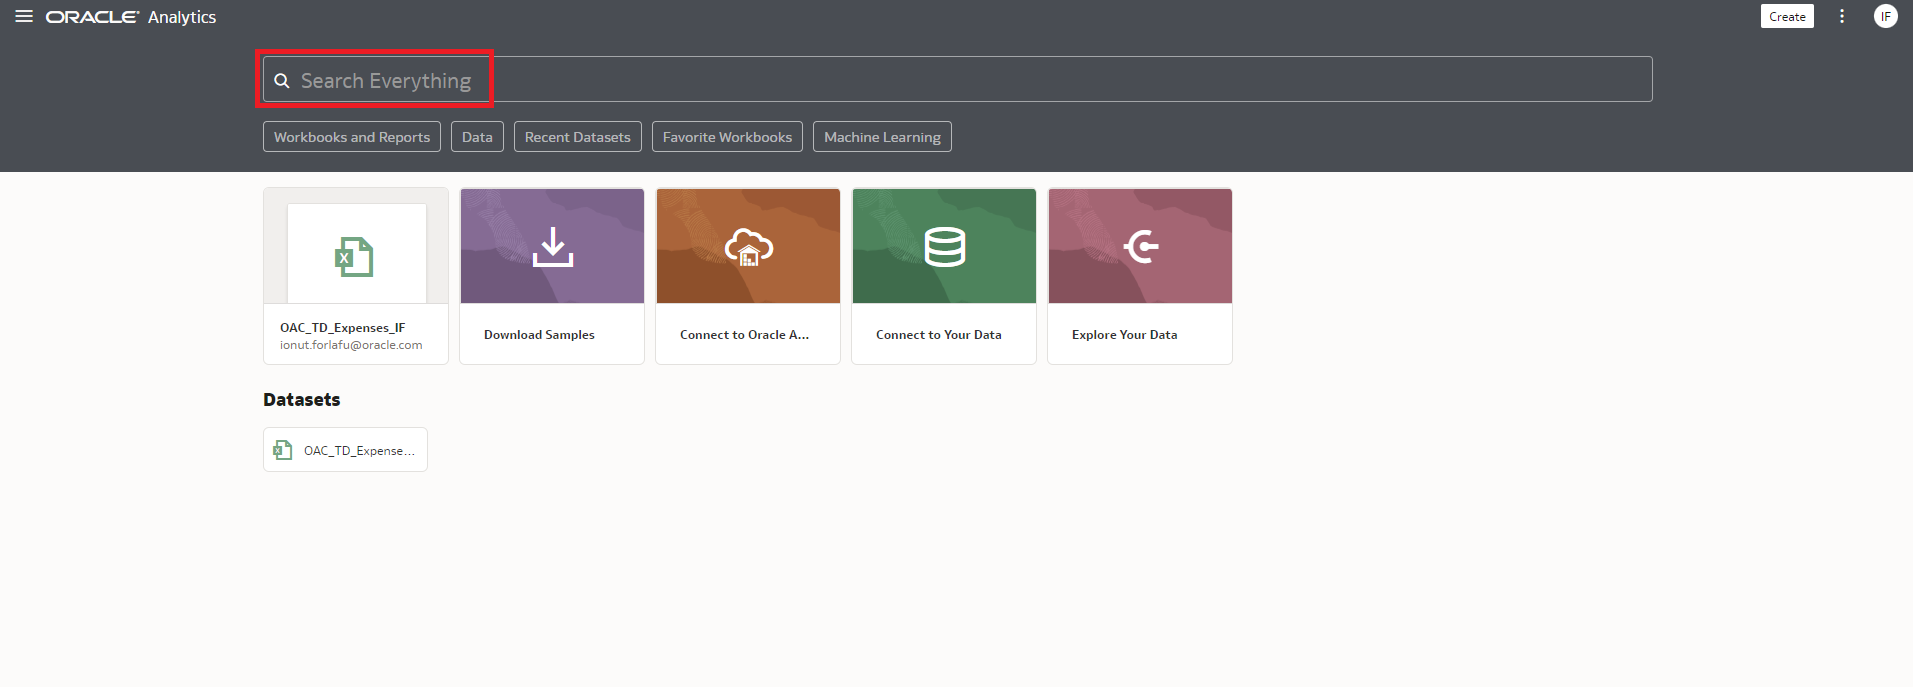 ORACLE Analytics
Create
IF
Search Everything
Workbooks and Reports
Data
Recent Datasets
Favorite Workbooks
Machine Learning
X
OAC_TD_Expenses_IF
ionut.forlafu@oracle.com
Download Samples
Connect to Oracle A...
Connect to Your Data
Explore Your Data
Datasets
X
OAC_TD_Expense...